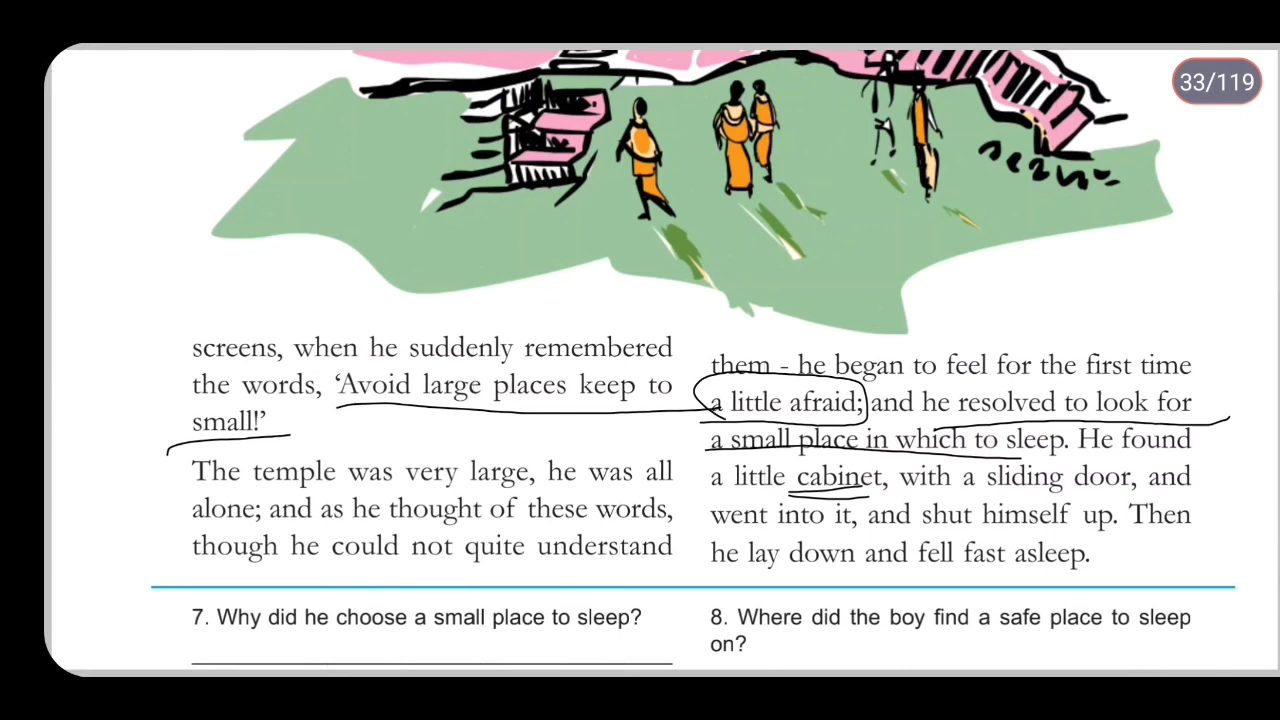 33/119
screens, when he suddenly remembered
the words, ‘Avoid large places keep to
small!’
The temple was very large, he was all
alone; and as he thought of these words,
though he could not quite understand
them - he began to feel for the first time
a little afraid; and he resolved to look for
a small place in which to sleep. He found
a little cabinet, with a sliding door, and
went into it, and shut himself up. Then
he lay down and fell fast asleep.
7. Why did he choose a small place to sleep?
8. Where did the boy find a safe place to sleep
on?